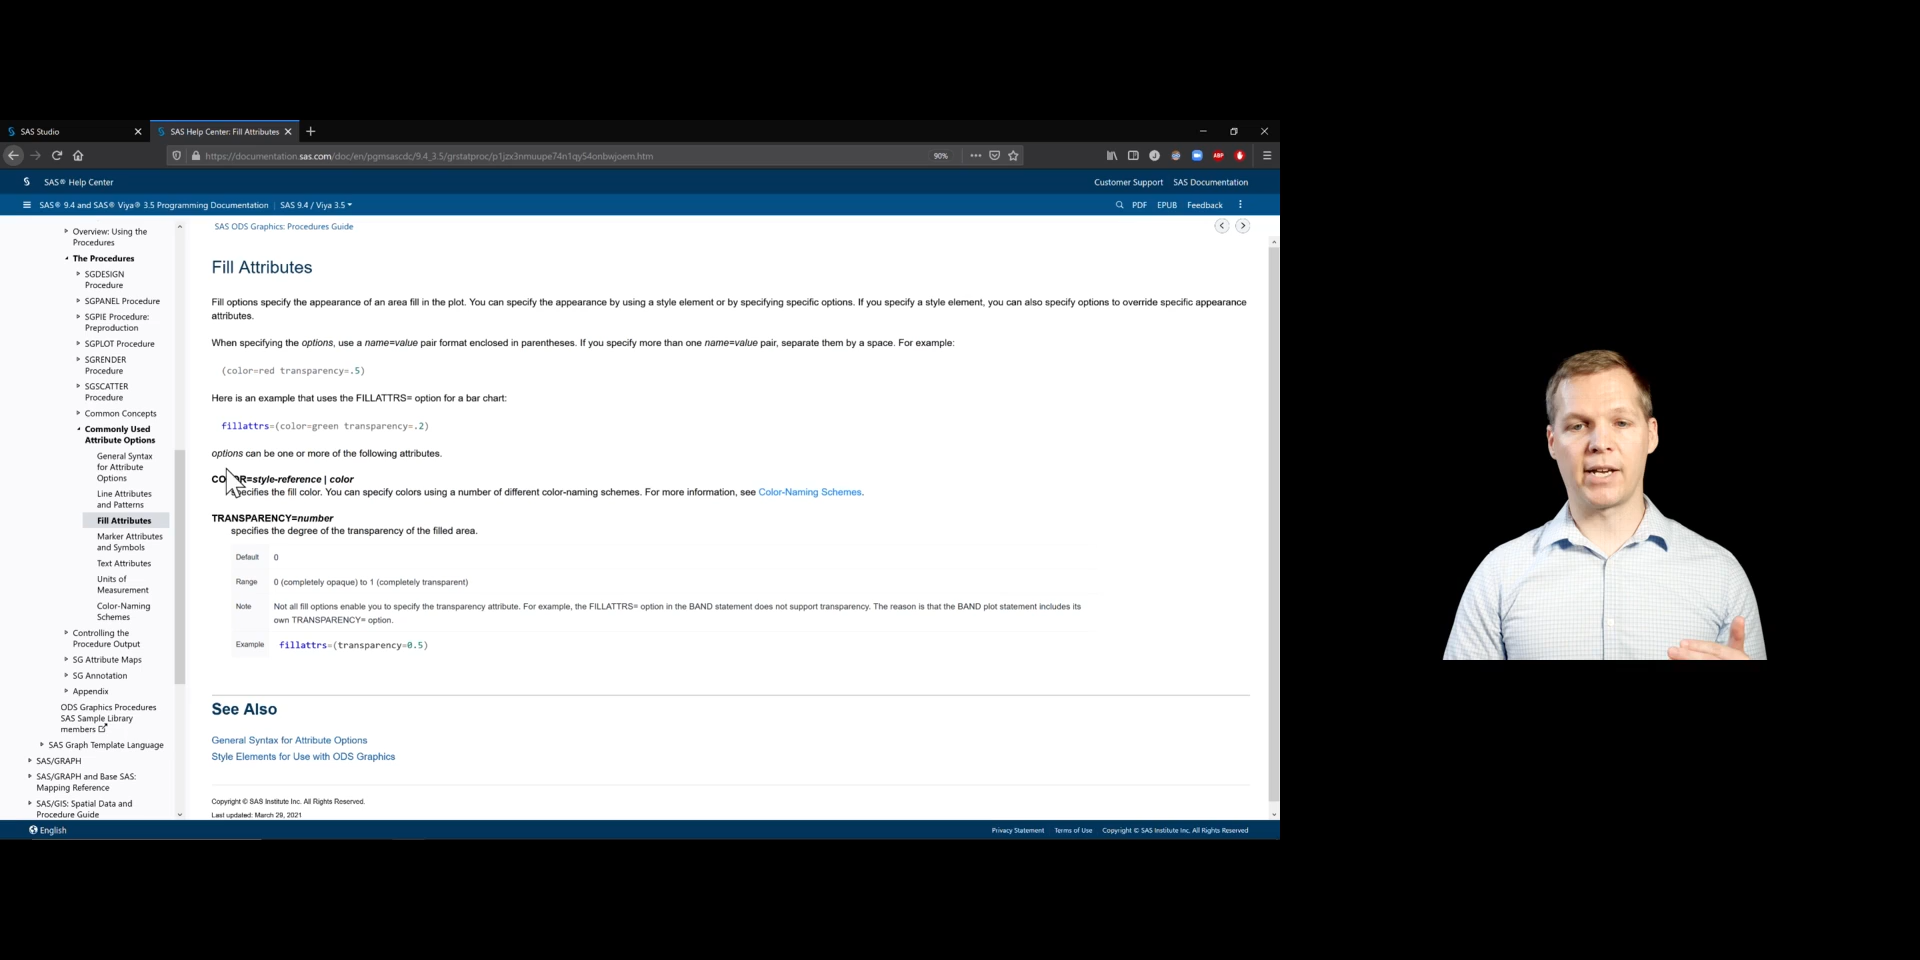 SAS Studio
SAS Help Center: Fill Attributes
https://documentation.sas.com/doc/en/pgmsascdc/9.4_3.5/grstatproc/p1jzx3nmuupe74n1qy54onbwjoem.htm
90%
ABP
SAS® Help Center
Customer Support SAS Documentation
SAS® 9.4 and SAS® Viya® 3.5 Programming Documentation | SAS 9.4 / Viya 3.5
PDF EPUB Feedback
Overview: Using the
Procedures
The Procedures
SGDESIGN
Procedure
SGPANEL Procedure
SGPIE Procedure:
Preproduction
SGPLOT Procedure
SGRENDER
Procedure
SGSCATTER
Procedure
Common Concepts
Commonly Used
Attribute Options
General Syntax
for Attribute
Options
Line Attributes
and Patterns
Fill Attributes
Marker Attributes
and Symbols
Text Attributes
Units of
Measurement
Color-Naming
Schemes
Controlling the
Procedure Output
SG Attribute Maps
SG Annotation
Appendix
ODS Graphics Procedures
SAS Sample Library
members
SAS Graph Template Language
SAS/GRAPH
SAS/GRAPH and Base SAS:
Mapping Reference
SAS/GIS: Spatial Data and
Procedure Guide
SAS ODS Graphics: Procedures Guide
Fill Attributes
Fill options specify the appearance of an area fill in the plot. You can specify the appearance by using a style element or by specifying specific options. If you specify a style element, you can also specify options to override specific appearance
attributes.
When specifying the options, use a name=value pair format enclosed in parentheses. If you specify more than one name=value pair, separate them by a space. For example:
(color=red transparency=.5)
Here is an example that uses the FILLATTRS= option for a bar chart:
fillattrs=(color=green transparency=.2)
options can be one or more of the following attributes.
COLOR=style-reference | color
specifies the fill color. You can specify colors using a number of different color-naming schemes. For more information, see Color-Naming Schemes.
TRANSPARENCY=number
specifies the degree of the transparency of the filled area.
Default 0
Range 0 (completely opaque) to 1 (completely transparent)
Note Not all fill options enable you to specify the transparency attribute. For example, the FILLATTRS= option in the BAND statement does not support transparency. The reason is that the BAND plot statement includes its
own TRANSPARENCY= option.
Example fillattrs=(transparency=0.5)
See Also
General Syntax for Attribute Options
Style Elements for Use with ODS Graphics
Copyright © SAS Institute Inc. All Rights Reserved.
Last updated: March 29, 2021
English
Privacy Statement Terms of Use Copyright © SAS Institute Inc. All Rights Reserved